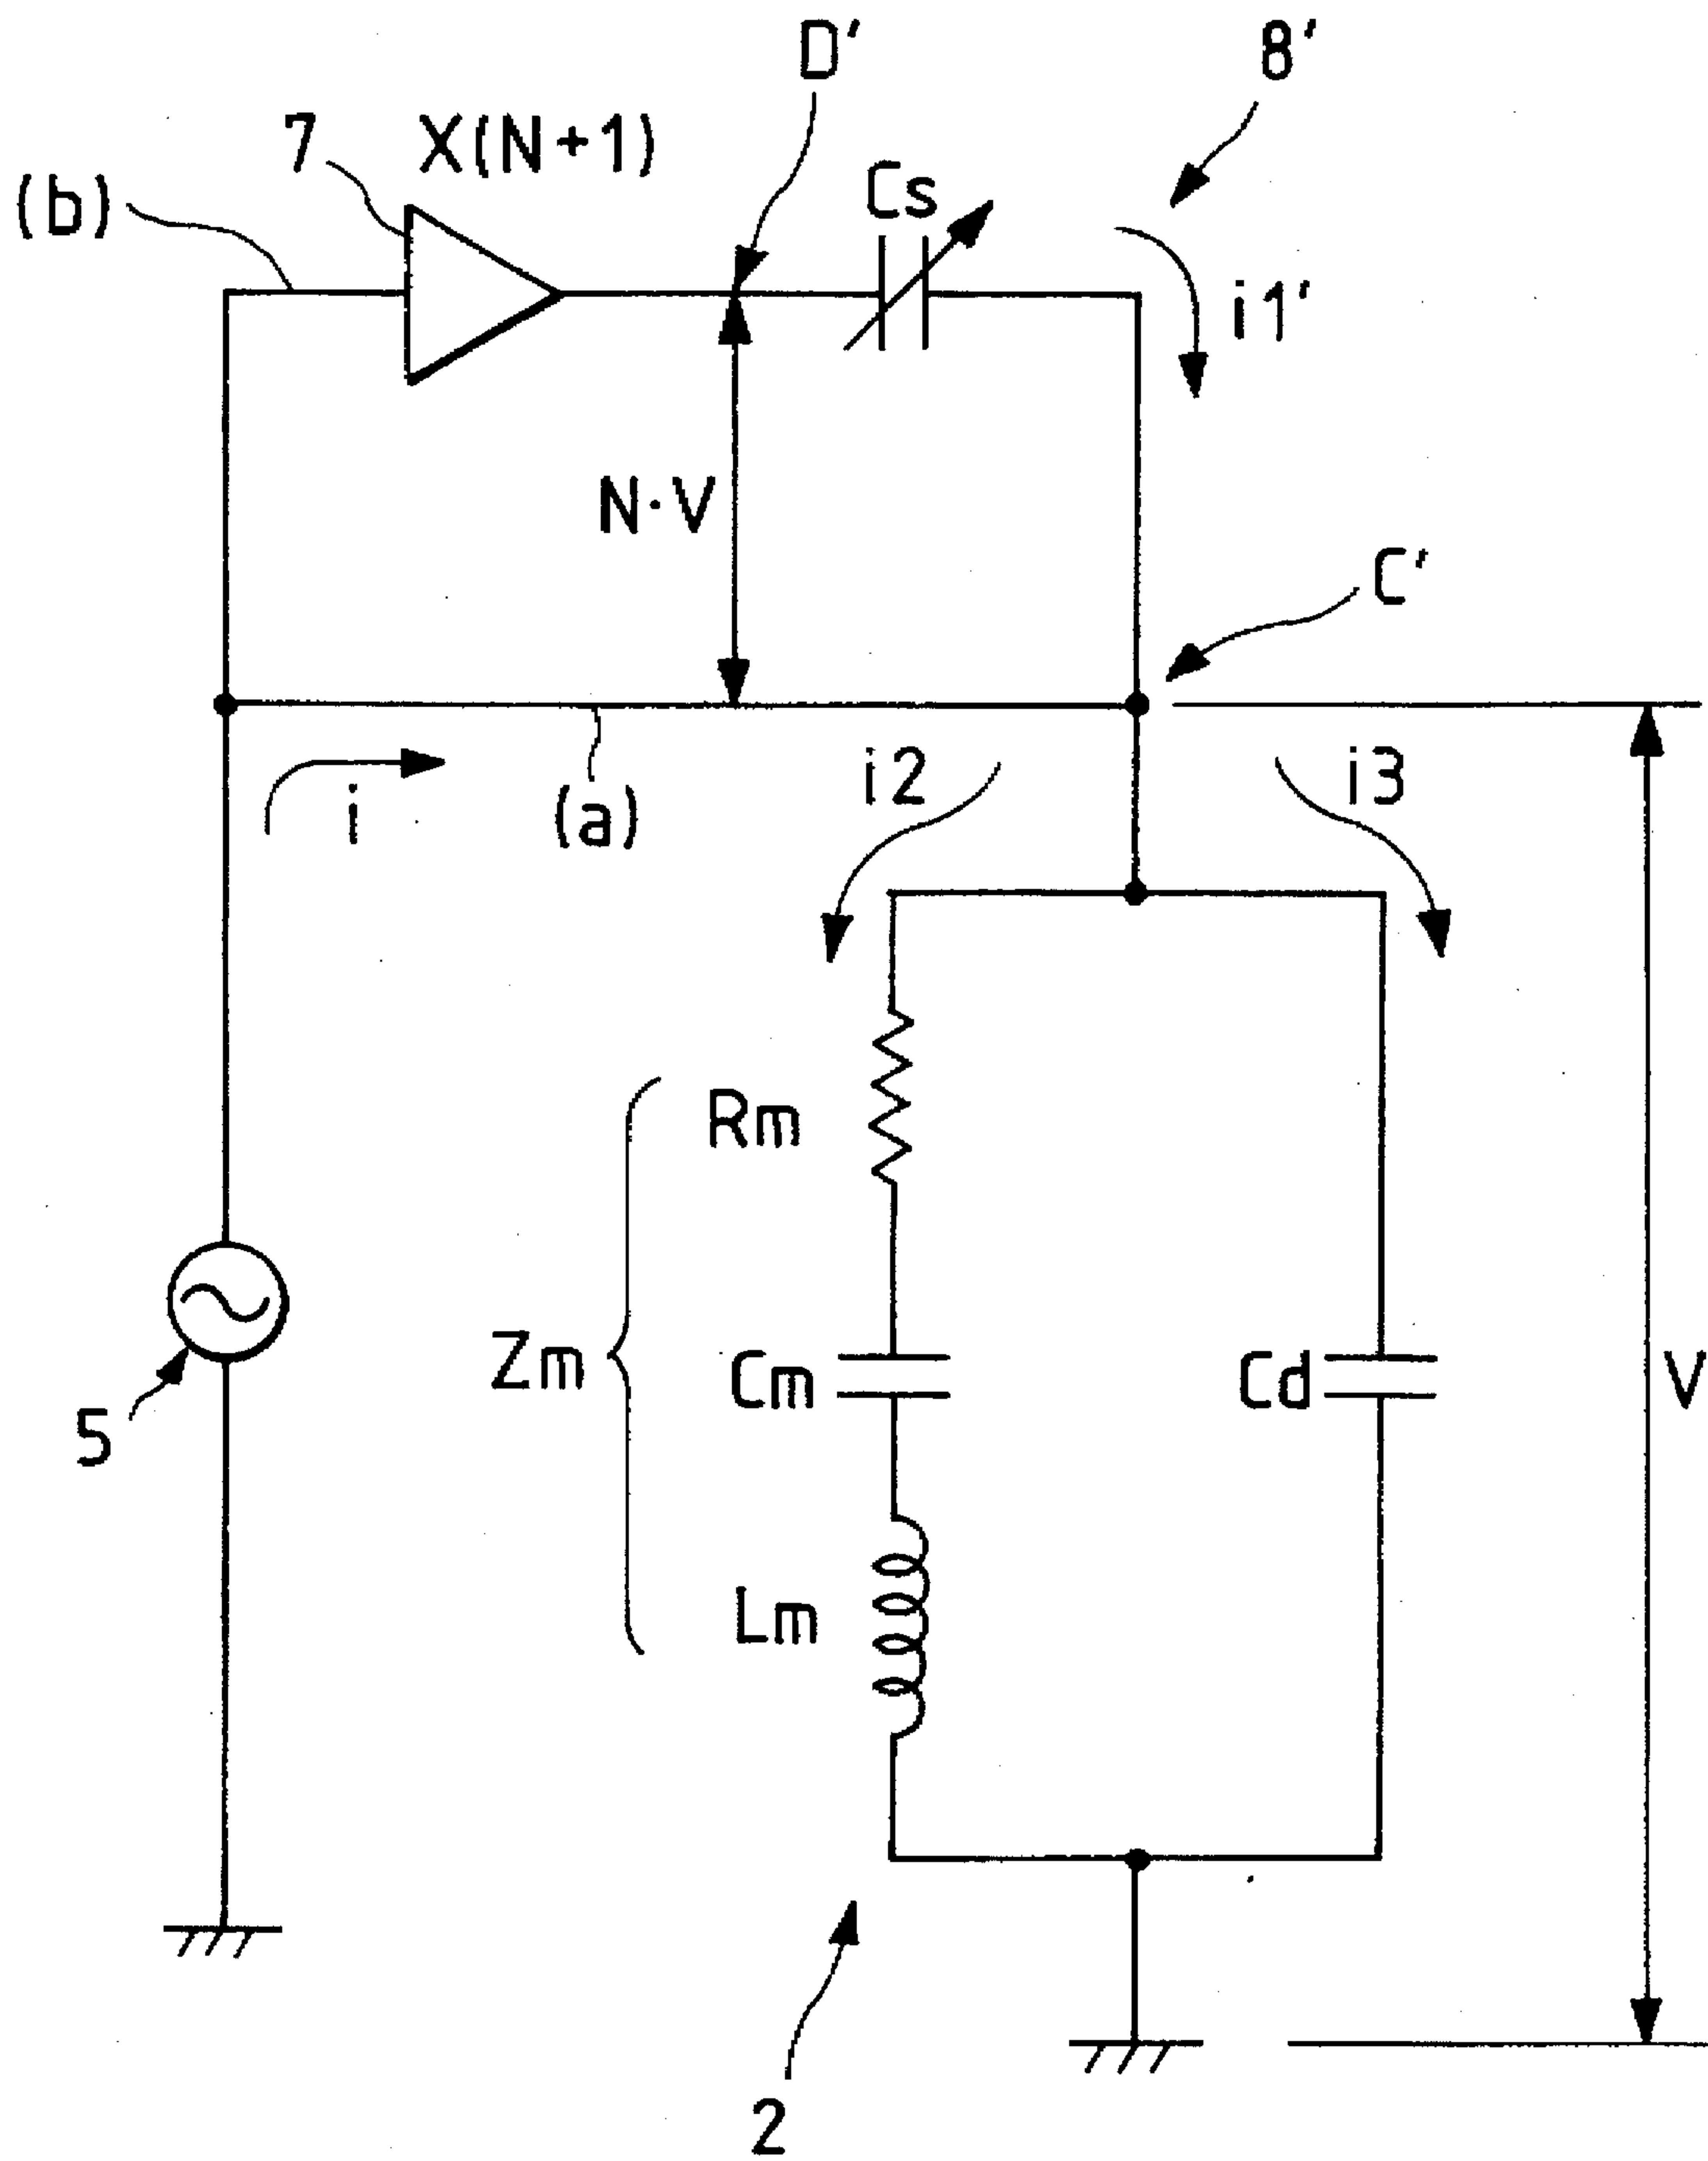 D'
8'
7
X(N+1)
(b)
Cs
i1'
N·V
C'
i
(a)
i2
i3
Rm
Zm
Cm
Cd
V
5
Lm
2